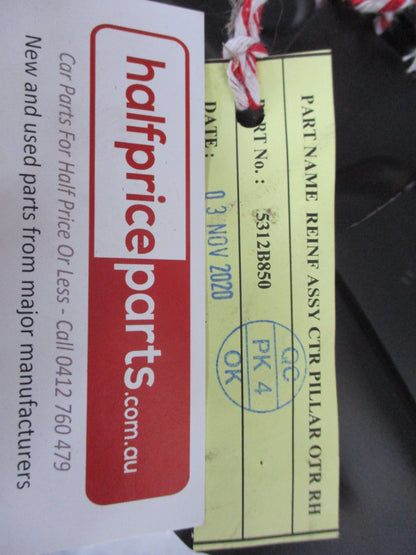 PART NAME REINF ASSY CTR PILLAR OTR RH
RT No. : 5312B850
DATE : 03 NOV 2020
QC
PK 4
OK
halfpriceparts.com.au
Car Parts For Half Price Or Less - Call 0412 760 479
New and used parts from major manufacturers